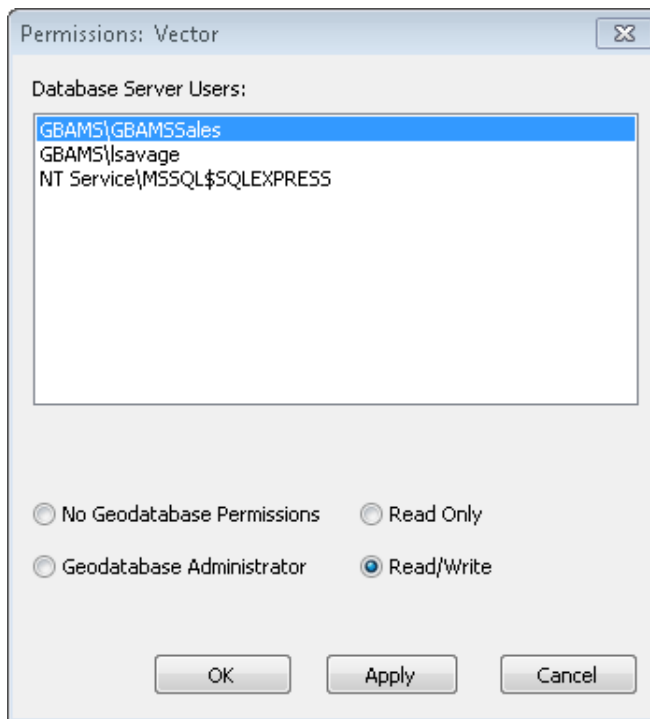 Permissions: Vector
Database Server Users:
GBAMS\GBAMSSales
GBAMS\lsavage
NT Service\MSSQL$SQLEXPRESS
No Geodatabase Permissions Read Only
Geodatabase Administrator Read/Write
OK Apply Cancel